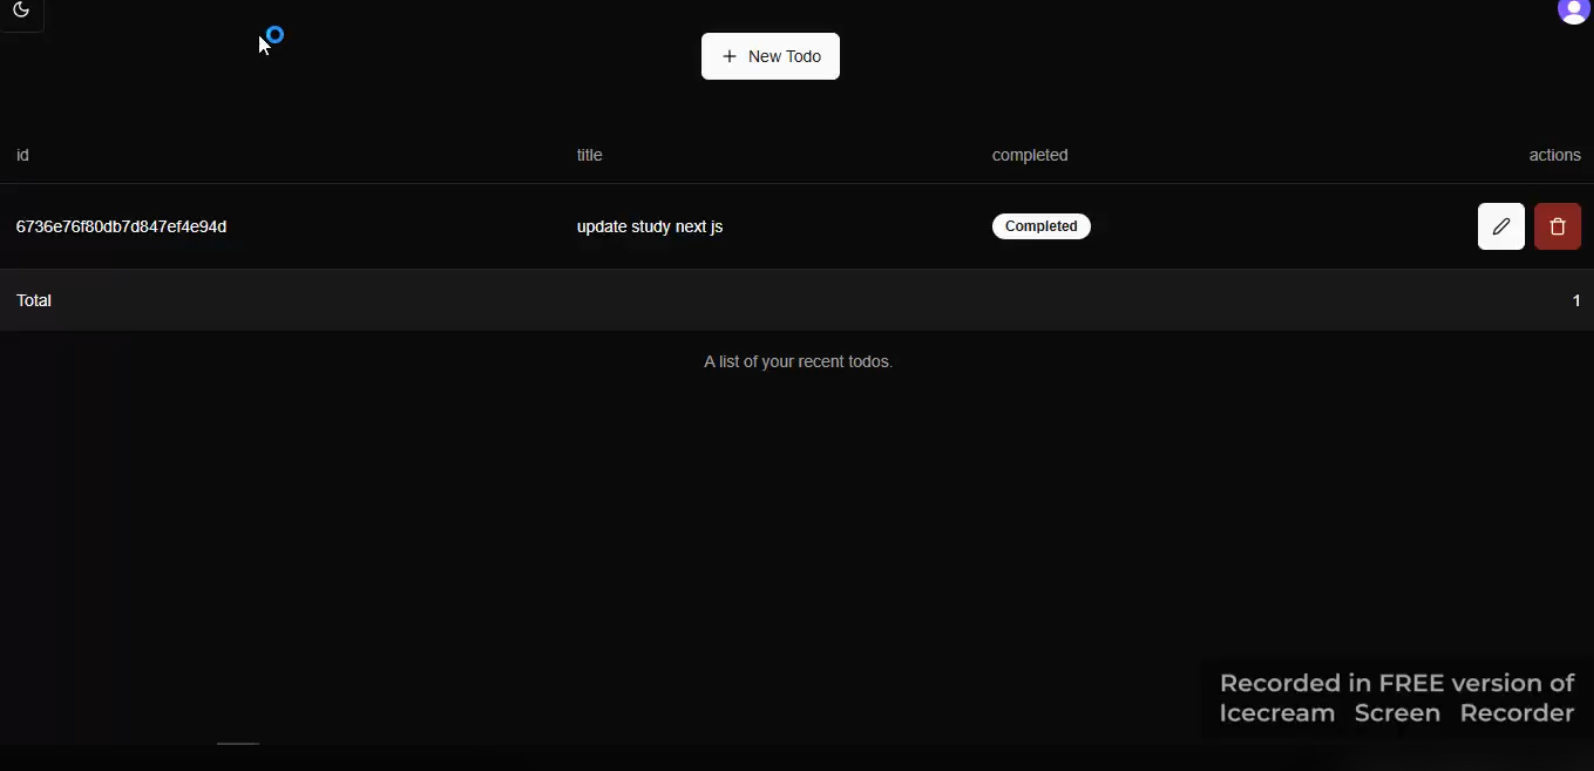 New Todo
id title completed actions
6736e76f80db7d847ef4e94d update study next js Completed
Total 1
A list of your recent todos.
Recorded in FREE version of
Icecream Screen Recorder